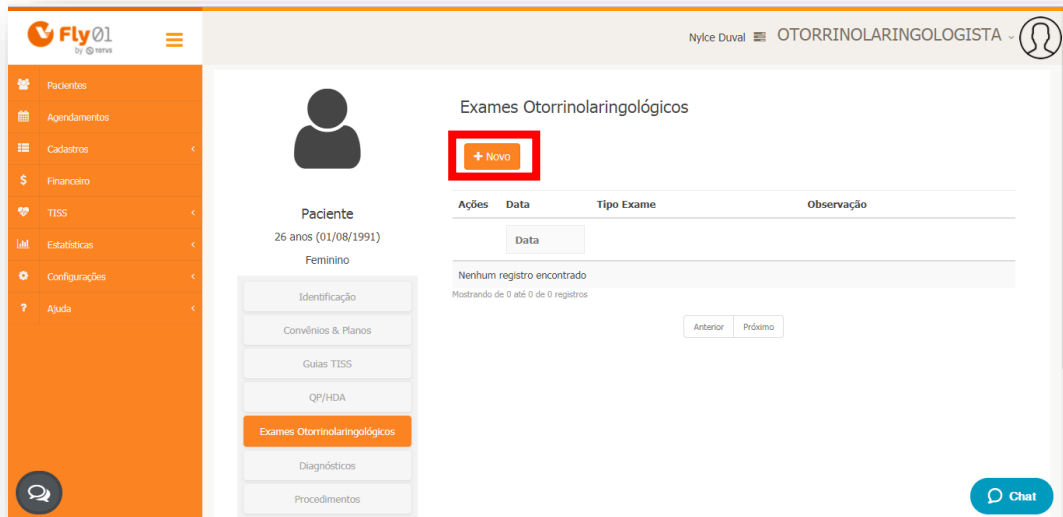 Fly01
by TOTVS
Nylce Duval OTORRINOLARINGOLOGISTA
Pacientes
Agendamentos
Cadastros
Financeiro
TISS
Estatísticas
Configurações
Ajuda
Paciente
26 anos (01/08/1991)
Feminino
Identificação
Convênios & Planos
Guias TISS
QP/HDA
Exames Otorrinolaringológicos
Diagnósticos
Procedimentos
Exames Otorrinolaringológicos
+ Novo
Ações Data Tipo Exame Observação
Data
Nenhum registro encontrado
Mostrando de 0 até 0 de 0 registros
Anterior Próximo
Chat